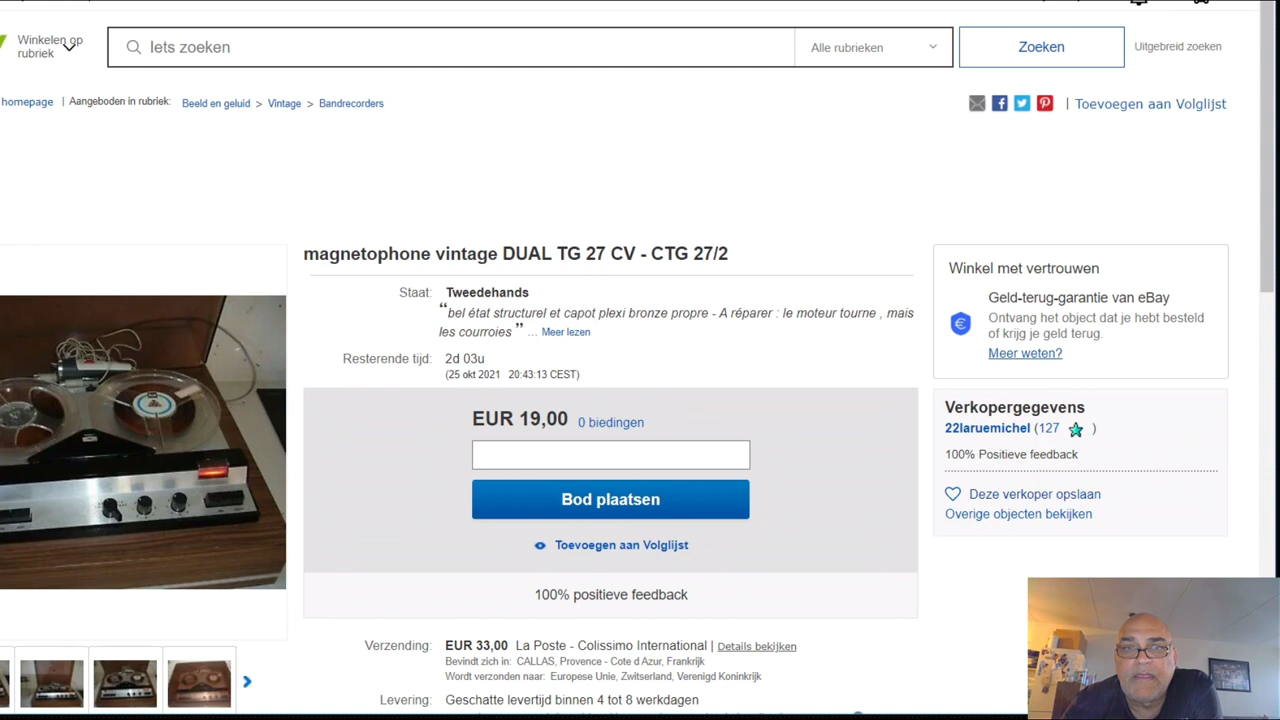 Winkelen op
rubriek
Iets zoeken
Alle rubrieken
Zoeken
Uitgebreid zoeken
homepage | Aangeboden in rubriek: Beeld en geluid > Vintage > Bandrecorders
| Toevoegen aan Volglijst
magnetophone vintage DUAL TG 27 CV - CTG 27/2
Staat: Tweedehands
“bel état structurel et capot plexi bronze propre - A réparer : le moteur tourne , mais
les courroies ” ... Meer lezen
Resterende tijd: 2d 03u
(25 okt 2021 20:43:13 CEST)
EUR 19,00 0 biedingen
Bod plaatsen
Toevoegen aan Volglijst
100% positieve feedback
Verzending: EUR 33,00 La Poste - Colissimo International | Details bekijken
Bevindt zich in: CALLAS, Provence - Cote d Azur, Frankrijk
Wordt verzonden naar: Europese Unie, Zwitserland, Verenigd Koninkrijk
Levering: Geschatte levertijd binnen 4 tot 8 werkdagen
Winkel met vertrouwen
Geld-terug-garantie van eBay
Ontvang het object dat je hebt besteld
of krijg je geld terug.
Meer weten?
Verkopergegevens
22laruemichel (127 )
100% Positieve feedback
Deze verkoper opslaan
Overige objecten bekijken